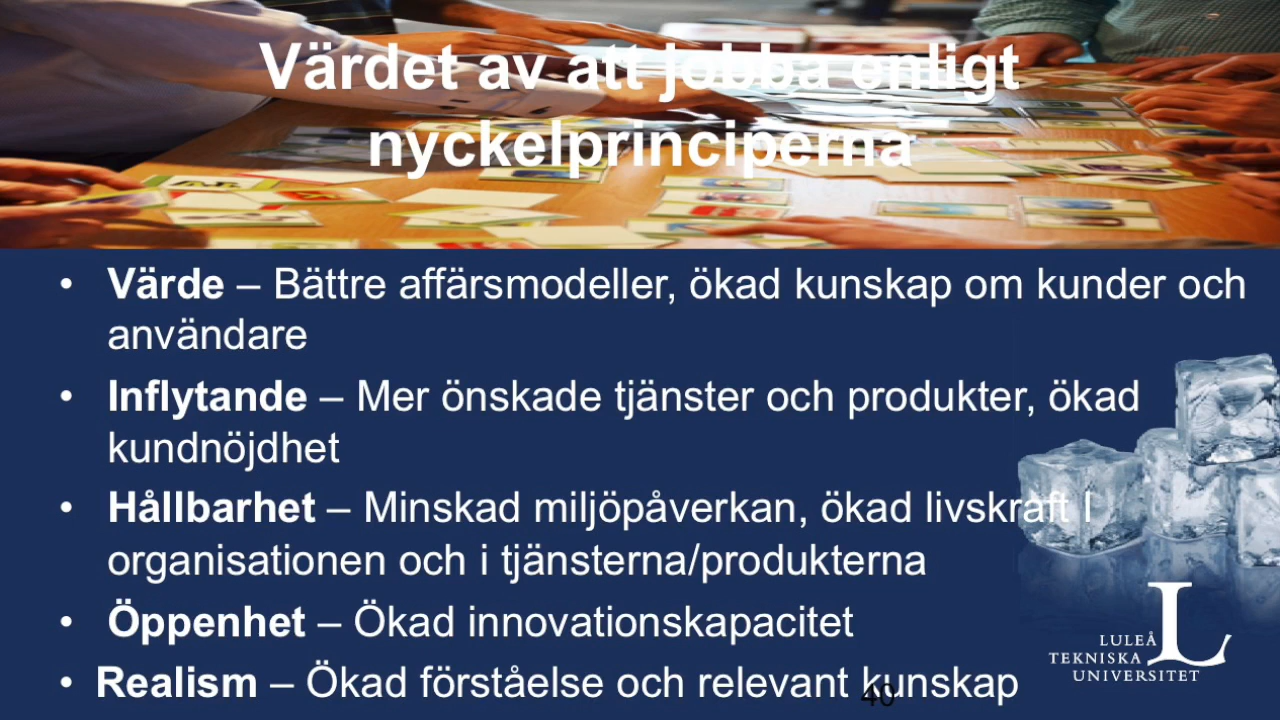 Värdet av att jobba enligt
nyckelprinciperna
• Värde – Bättre affärsmodeller, ökad kunskap om kunder och
användare
• Inflytande – Mer önskade tjänster och produkter, ökad
kundnöjdhet
• Hållbarhet – Minskad miljöpåverkan, ökad livskraft I
organisationen och i tjänsterna/produkterna
• Öppenhet – Ökad innovationskapacitet
• Realism – Ökad förståelse och relevant kunskap
40
LULEÅ
TEKNISKA
UNIVERSITET